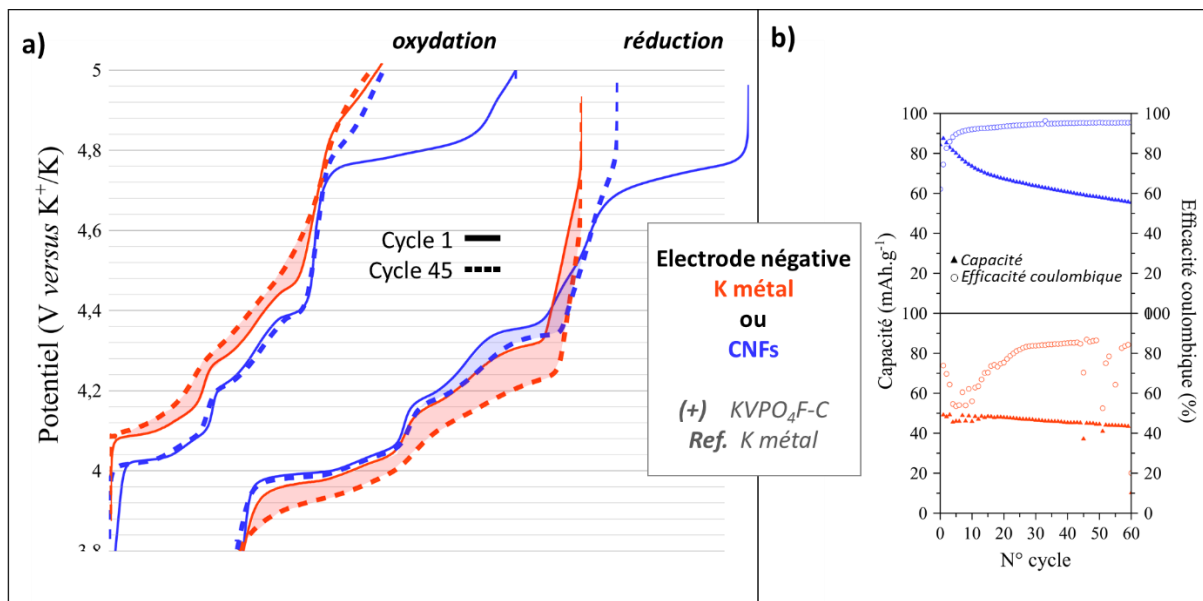 a)
oxydation
réduction
Potentiel (V versus K⁺/K)
5
4,8
4,6
4,4
4,2
4
3,8
Cycle 1
Cycle 45
Electrode négative
K métal
ou
CNFs
(+) KVPO₄F-C
Ref. K métal
b)
Capacité (mAh.g⁻¹)
100
80
60
40
20
100
80
60
40
20
0
Capacité
Efficacité coulombique
100
80
60
40
20
100
80
60
40
20
0
Efficacité coulombique (%)
0 10 20 30 40 50 60
N° cycle